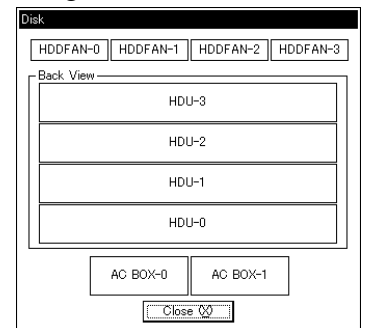 Disk
HDDFAN-0 HDDFAN-1 HDDFAN-2 HDDFAN-3
Back View
HDU-3
HDU-2
HDU-1
HDU-0
AC BOX-0 AC BOX-1
Close (X)